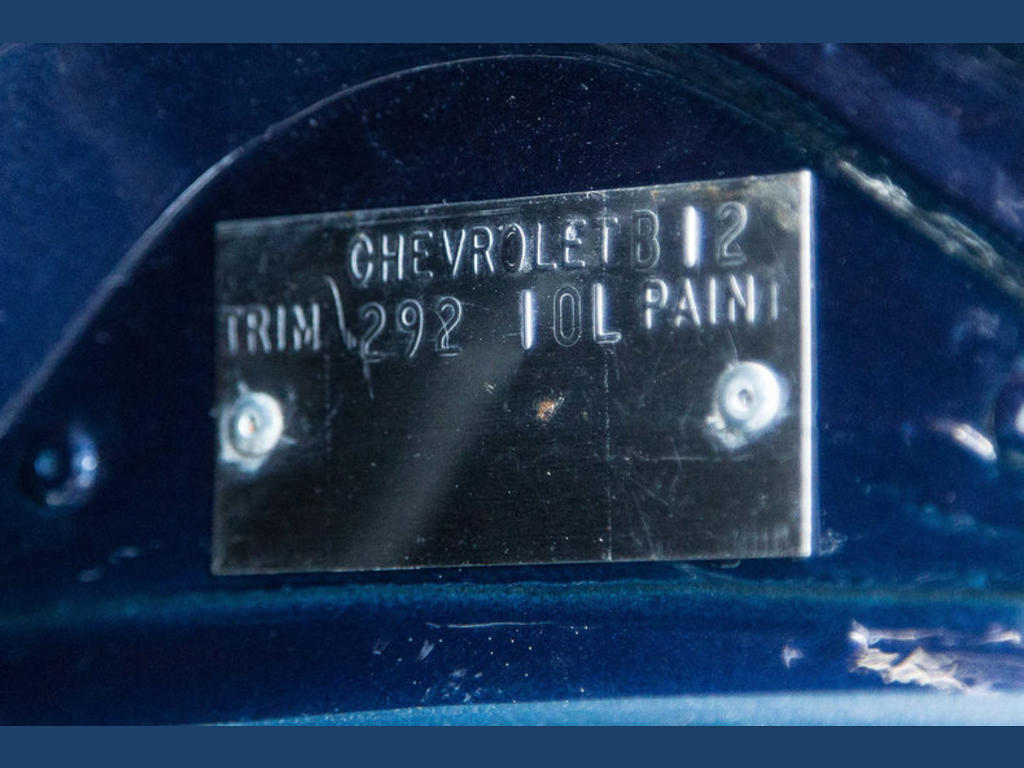 CHEVROLET B 12
TRIM 292 10L PAINT